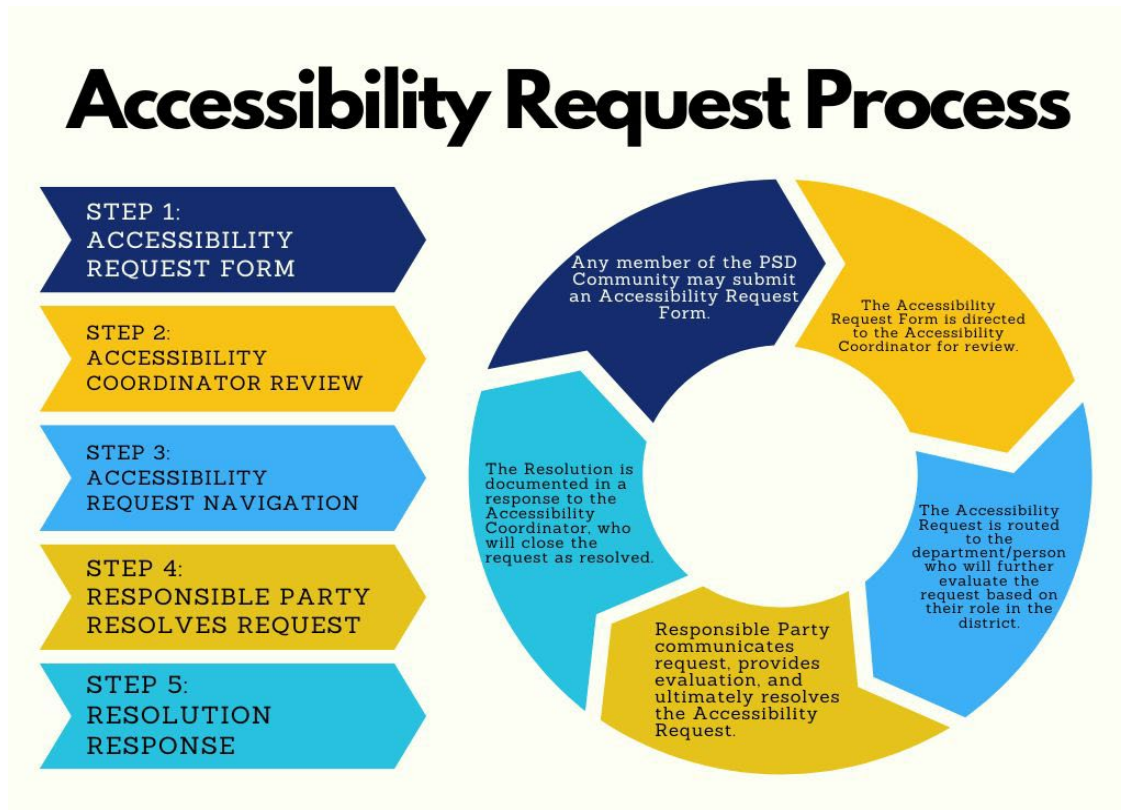 Accessibility Request Process
STEP 1:
ACCESSIBILITY
REQUEST FORM
STEP 2:
ACCESSIBILITY
COORDINATOR REVIEW
STEP 3:
ACCESSIBILITY
REQUEST NAVIGATION
STEP 4:
RESPONSIBLE PARTY
RESOLVES REQUEST
STEP 5:
RESOLUTION
RESPONSE
Any member of the PSD
Community may submit
an Accessibility Request
Form.
The Accessibility
Request Form is directed
to the Accessibility
Coordinator for review.
The Accessibility
Request is routed
to the
department/person
who will further
evaluate the
request based on
their role in the
district.
Responsible Party
communicates
request, provides
evaluation, and
ultimately resolves
the Accessibility
Request.
The Resolution is
documented in a
response to the
Accessibility
Coordinator, who
will close the
request as resolved.